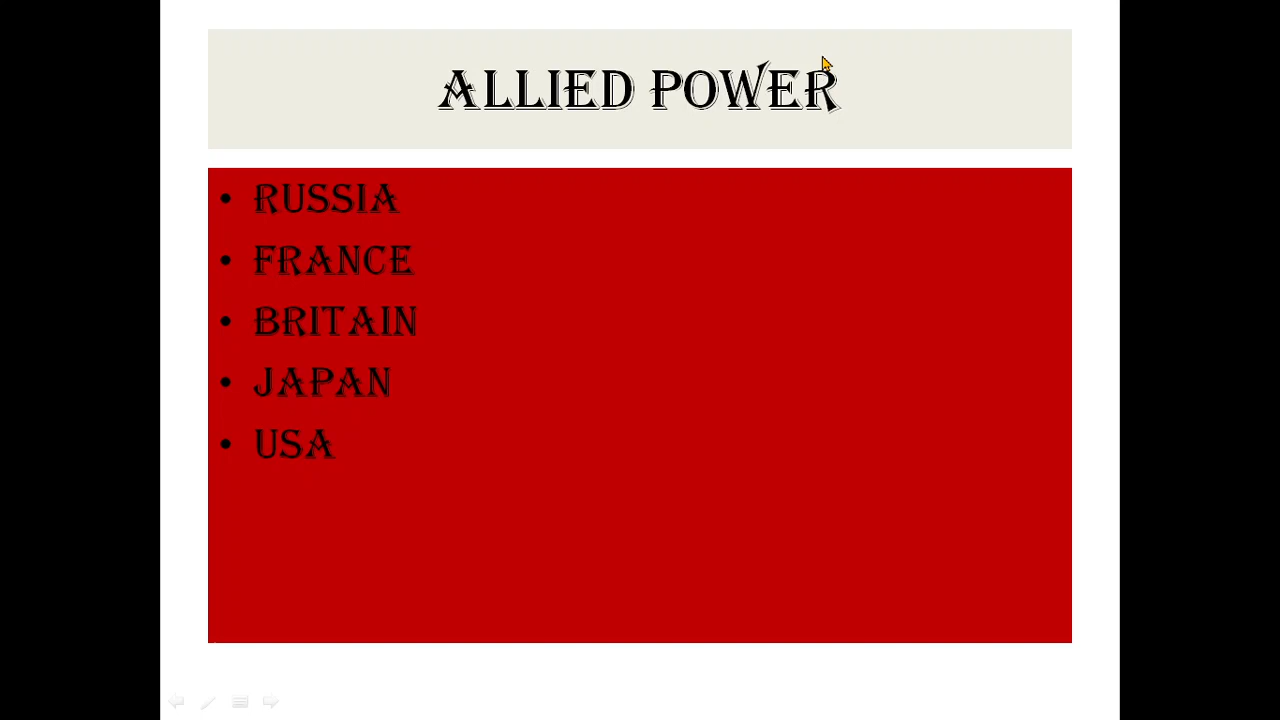 ALLIED POWER
• RUSSIA
• FRANCE
• BRITAIN
• JAPAN
• USA